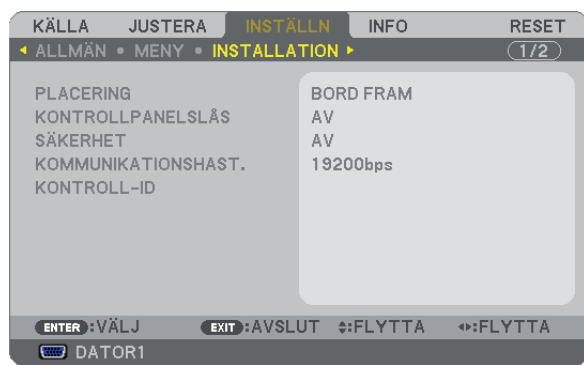 KÄLLA JUSTERA INSTÄLLN INFO RESET
ALLMÄN • MENY • INSTALLATION 1/2
PLACERING BORD FRAM
KONTROLLPANELSLÅS AV
SÄKERHET AV
KOMMUNIKATIONSHAST. 19200bps
KONTROLL-ID
ENTER :VÄLJ EXIT :AVSLUT :FLYTTA :FLYTTA
DATOR1